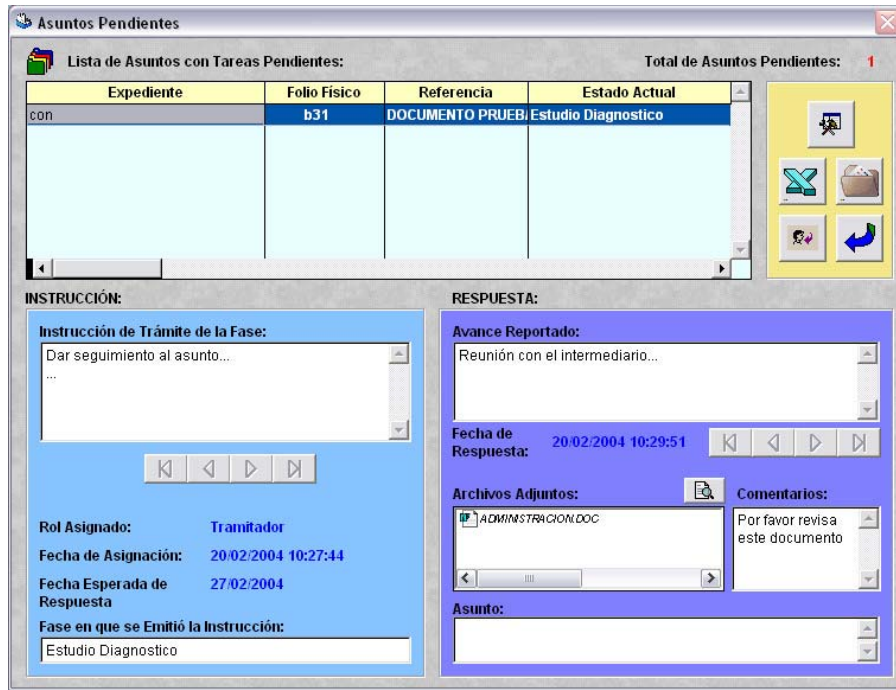 Asuntos Pendientes
Lista de Asuntos con Tareas Pendientes:
Total de Asuntos Pendientes: 1
Expediente Folio Físico Referencia Estado Actual
con b31 DOCUMENTO PRUEBA Estudio Diagnostico
INSTRUCCIÓN:
Instrucción de Trámite de la Fase:
Dar seguimiento al asunto...
...
Rol Asignado: Tramitador
Fecha de Asignación: 20/02/2004 10:27:44
Fecha Esperada de
Respuesta 27/02/2004
Fase en que se Emitió la Instrucción:
Estudio Diagnostico
RESPUESTA:
Avance Reportado:
Reunión con el intermediario...
Fecha de
Respuesta: 20/02/2004 10:29:51
Archivos Adjuntos:
ADMINISTRACION.DOC
Comentarios:
Por favor revisa
este documento
Asunto: